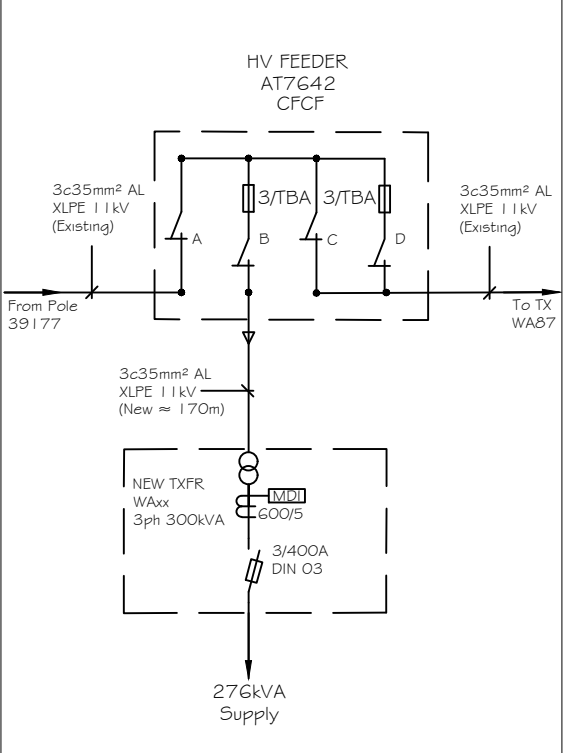 HV FEEDER
AT7642
CFCF
3c35mm² AL
XLPE 11kV
(Existing)
3/TBA
3/TBA
3c35mm² AL
XLPE 11kV
(Existing)
A
B
C
D
From Pole
39177
To TX
WA87
3c35mm² AL
XLPE 11kV
(New ≈ 170m)
NEW TXFR
WAxx
3ph 300kVA
MDI
600/5
3/400A
DIN 03
276kVA
Supply